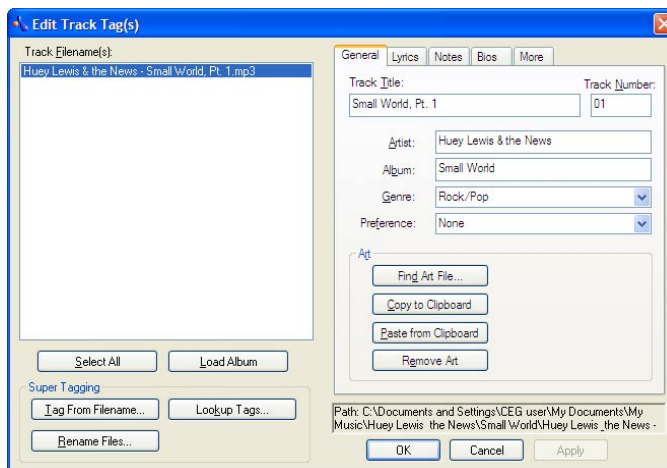 Edit Track Tag(s)
Track Filename(s):
Huey Lewis & the News - Small World, Pt. 1.mp3
Select All
Load Album
Super Tagging
Tag From Filename...
Lookup Tags...
Rename Files...
General
Lyrics
Notes
Bios
More
Track Title:
Track Number:
Small World, Pt. 1
01
Artist:
Huey Lewis & the News
Album:
Small World
Genre:
Rock/Pop
Preference:
None
Art
Find Art File...
Copy to Clipboard
Paste from Clipboard
Remove Art
Path: C:\Documents and Settings\CEG user\My Documents\My
Music\Huey Lewis the News\Small World\Huey Lewis _the News -
OK
Cancel
Apply